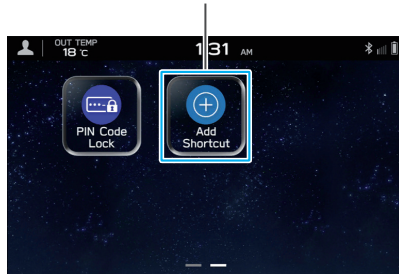 OUT TEMP
18 °C
1:31 AM
PIN Code
Lock
Add
Shortcut